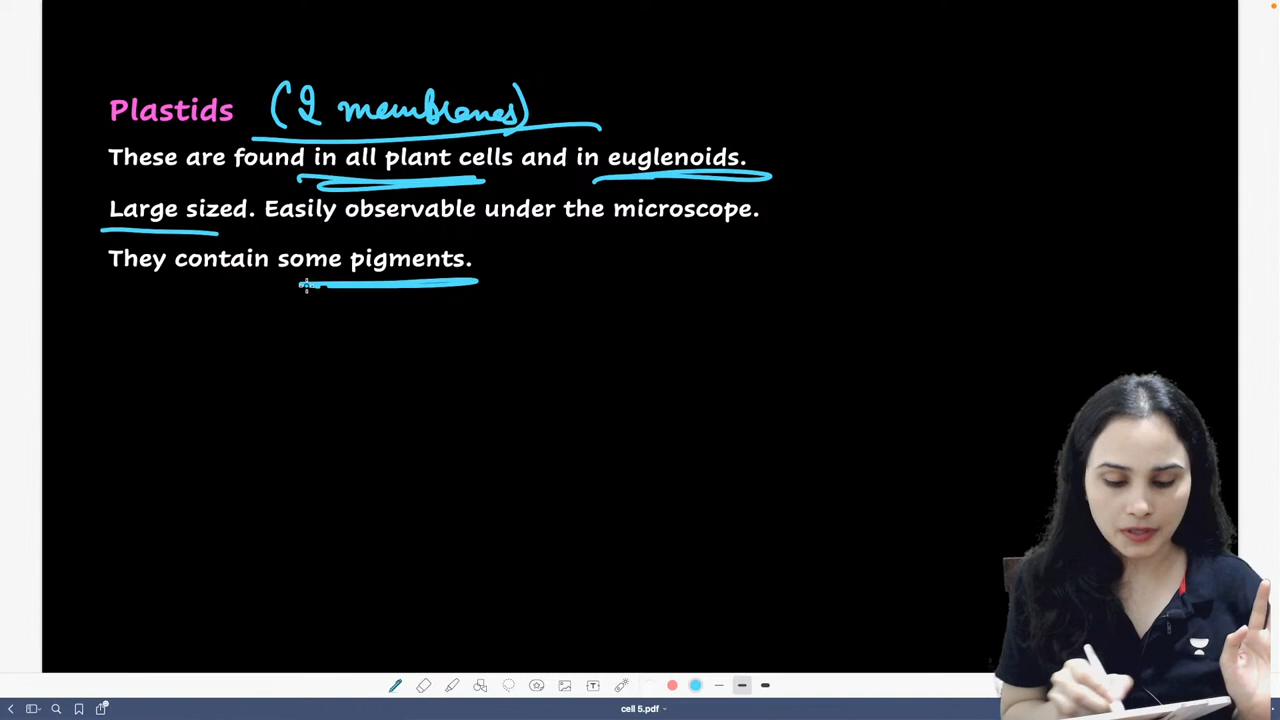 Plastids (2 membranes)
These are found in all plant cells and in euglenoids.
Large sized. Easily observable under the microscope.
They contain some pigments.
cell 5.pdf